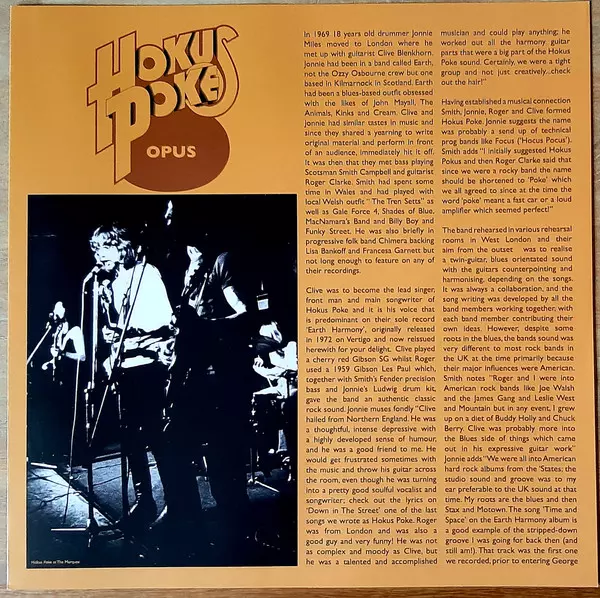 HOKUS
POKE
OPUS
In 1969 18 years old drummer Jonnie
Miles moved to London where he
met up with guitarist Clive Blenkhorn.
Jonnie had been in a band called Earth,
not the Ozzy Osbourne crew but one
based in Kilmarnock in Scotland. Earth
had been a blues-based outfit obsessed
with the likes of John Mayall, The
Animals, Kinks and Cream. Clive and
Jonnie had similar tastes in music and
since they shared a yearning to write
original material and perform in front
of an audience, immediately hit it off.
It was then that they met bass playing
Scotsman Smith Campbell and guitarist
Roger Clarke. Smith had spent some
time in Wales and had played with
local Welsh outfit " The Tren Setts" as
well as Gale Force 4, Shades of Blue,
MacNamara's Band and Billy Boy and
Funky Street. He was also briefly in
progressive folk band Chimera backing
Lisa Bankoff and Francesa Garnett but
not long enough to feature on any of
their recordings.
Clive was to become the lead singer,
front man and main songwriter of
Hokus Poke and it is his voice that
is predominant on their sole record
'Earth Harmony', originally released
in 1972 on Vertigo and now reissued
herewith for your delight. Clive played
a cherry red Gibson SG whilst Roger
used a 1959 Gibson Les Paul which,
together with Smith's Fender precision
bass and Jonnie's Ludwig drum kit,
gave the band an authentic classic
rock sound. Jonnie muses fondly "Clive
hailed from Northern England. He was
a thoughtful, intense depressive with
a highly developed sense of humour,
and he was a good friend to me. He
would get frustrated sometimes with
the music and throw his guitar across
the room, even though he was turning
into a pretty good soulful vocalist and
songwriter; check out the lyrics on
'Down in The Street' one of the last
songs we wrote as Hokus Poke. Roger
was from London and was also a
good guy and very funny! He was not
as complex and moody as Clive, but
he was a talented and accomplished
musician and could play anything; he
worked out all the harmony guitar
parts that were a big part of the Hokus
Poke sound. Certainly, we were a tight
group and not just creatively...check
out the hair!"
Having established a musical connection
Smith, Jonnie, Roger and Clive formed
Hokus Poke. Jonnie suggests the name
was probably a send up of technical
prog bands like Focus ('Hocus Pocus').
Smith adds "I initially suggested Hokus
Pokus and then Roger Clarke said that
since we were a rocky band the name
should be shortened to 'Poke' which
we all agreed to since at the time the
word 'poke' meant a fast car or a loud
amplifier which seemed perfect!"
The band rehearsed in various rehearsal
rooms in West London and their
aim from the outset was to realise
a twin-guitar, blues orientated sound
with the guitars counterpointing and
harmonising, depending on the songs.
It was always a collaboration, and the
song writing was developed by all the
band members working together, with
each band member contributing their
own ideas. However, despite some
roots in the blues, the bands sound was
very different to most rock bands in
the UK at the time primarily because
their major influences were American.
Smith notes "Roger and I were into
American rock bands like Joe Walsh
and the James Gang and Leslie West
and Mountain but in any event, I grew
up on a diet of Buddy Holly and Chuck
Berry. Clive was probably more into
the Blues side of things which came
out in his expressive guitar work"
Jonnie adds "We were all into American
hard rock albums from the 'States; the
studio sound and groove was to my
ear preferable to the UK sound at that
time. My roots are the blues and then
Stax and Motown. The song 'Time and
Space' on the Earth Harmony album is
a good example of the stripped-down
groove I was going for back then (and
still am!). That track was the first one
we recorded, prior to entering George
Hokus Poke at The Marquee